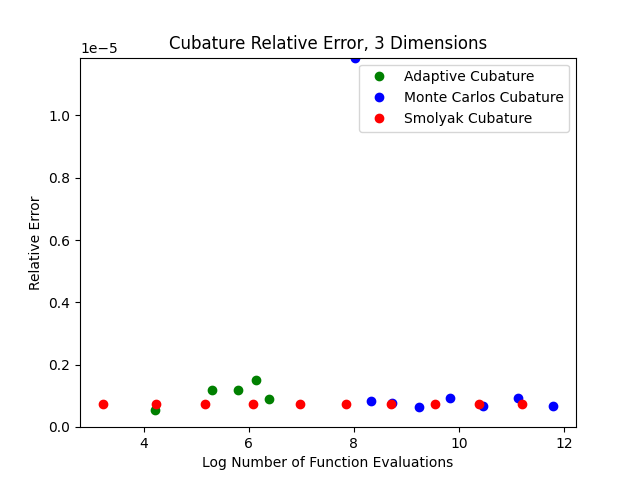 Cubature Relative Error, 3 Dimensions
1e−5
Adaptive Cubature
Monte Carlos Cubature
Smolyak Cubature
1.0
0.8
0.6
0.4
0.2
0.0
Relative Error
4 6 8 10 12
Log Number of Function Evaluations